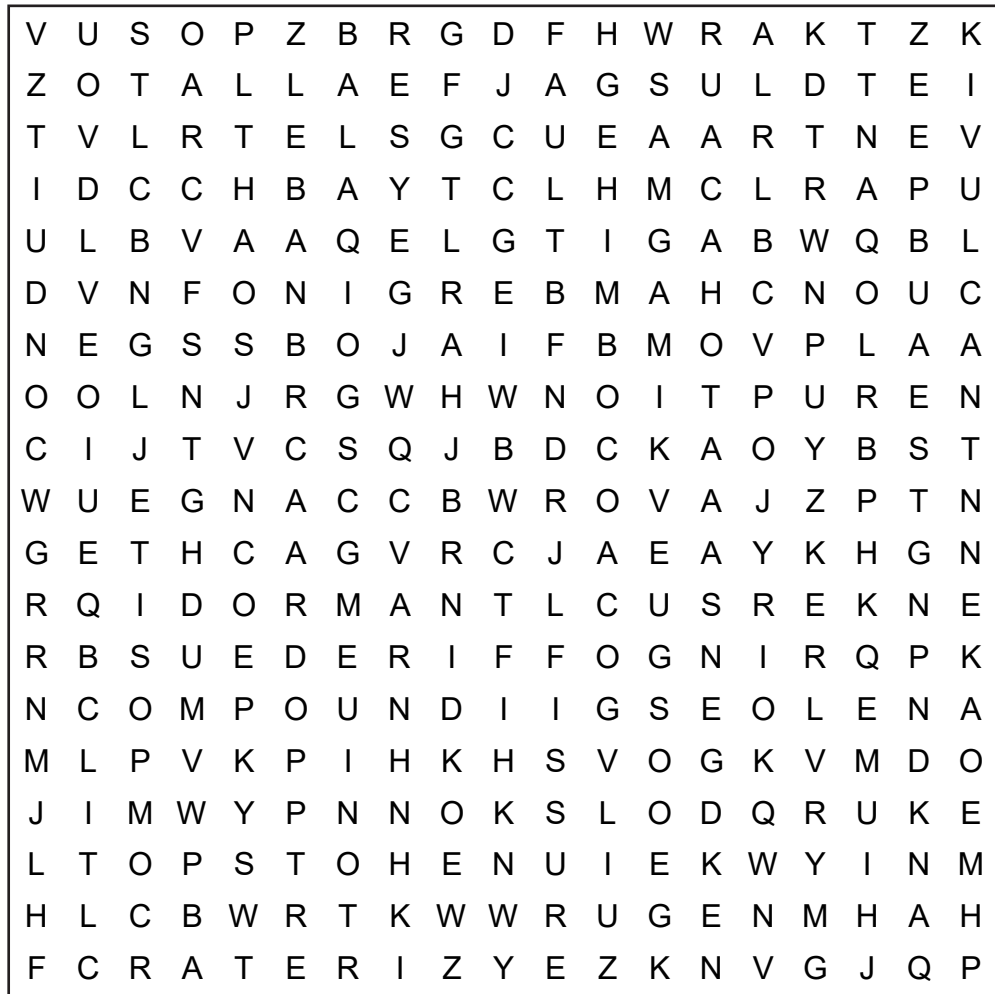 V U S O P Z B R G D F H W R A K T Z K
Z O T A L L A E F J A G S U L D T E I
T V L R T E L S G C U E A A R T N E V
I D C C H B A Y T C L H M C L R A P U
U L B V A A Q E L G T I G A B W Q B L
D V N F O N I G R E B M A H C N O U C
N E G S S B O J A I F B M O V P L A A
O O L N J R G W H W N O I T P U R E N
C I J T V C S Q J B D C K A O Y B S T
W U E G N A C C B W R O V A J Z P T N
G E T H C A G V R C J A E A Y K H G N
R Q I D O R M A N T L C U S R E K N E
R B S U E D E R I F F O G N I R Q P K
N C O M P O U N D I I G S E O L E N A
M L P V K P I H K H S V O G K V M D O
J I M W Y P N N O K S L O D Q R U K E
L T O P S T O H E N U I E K W Y I N M
H L C B W R T K W W R U G E N M H A H
F C R A T E R I Z Y E Z K N V G J Q P